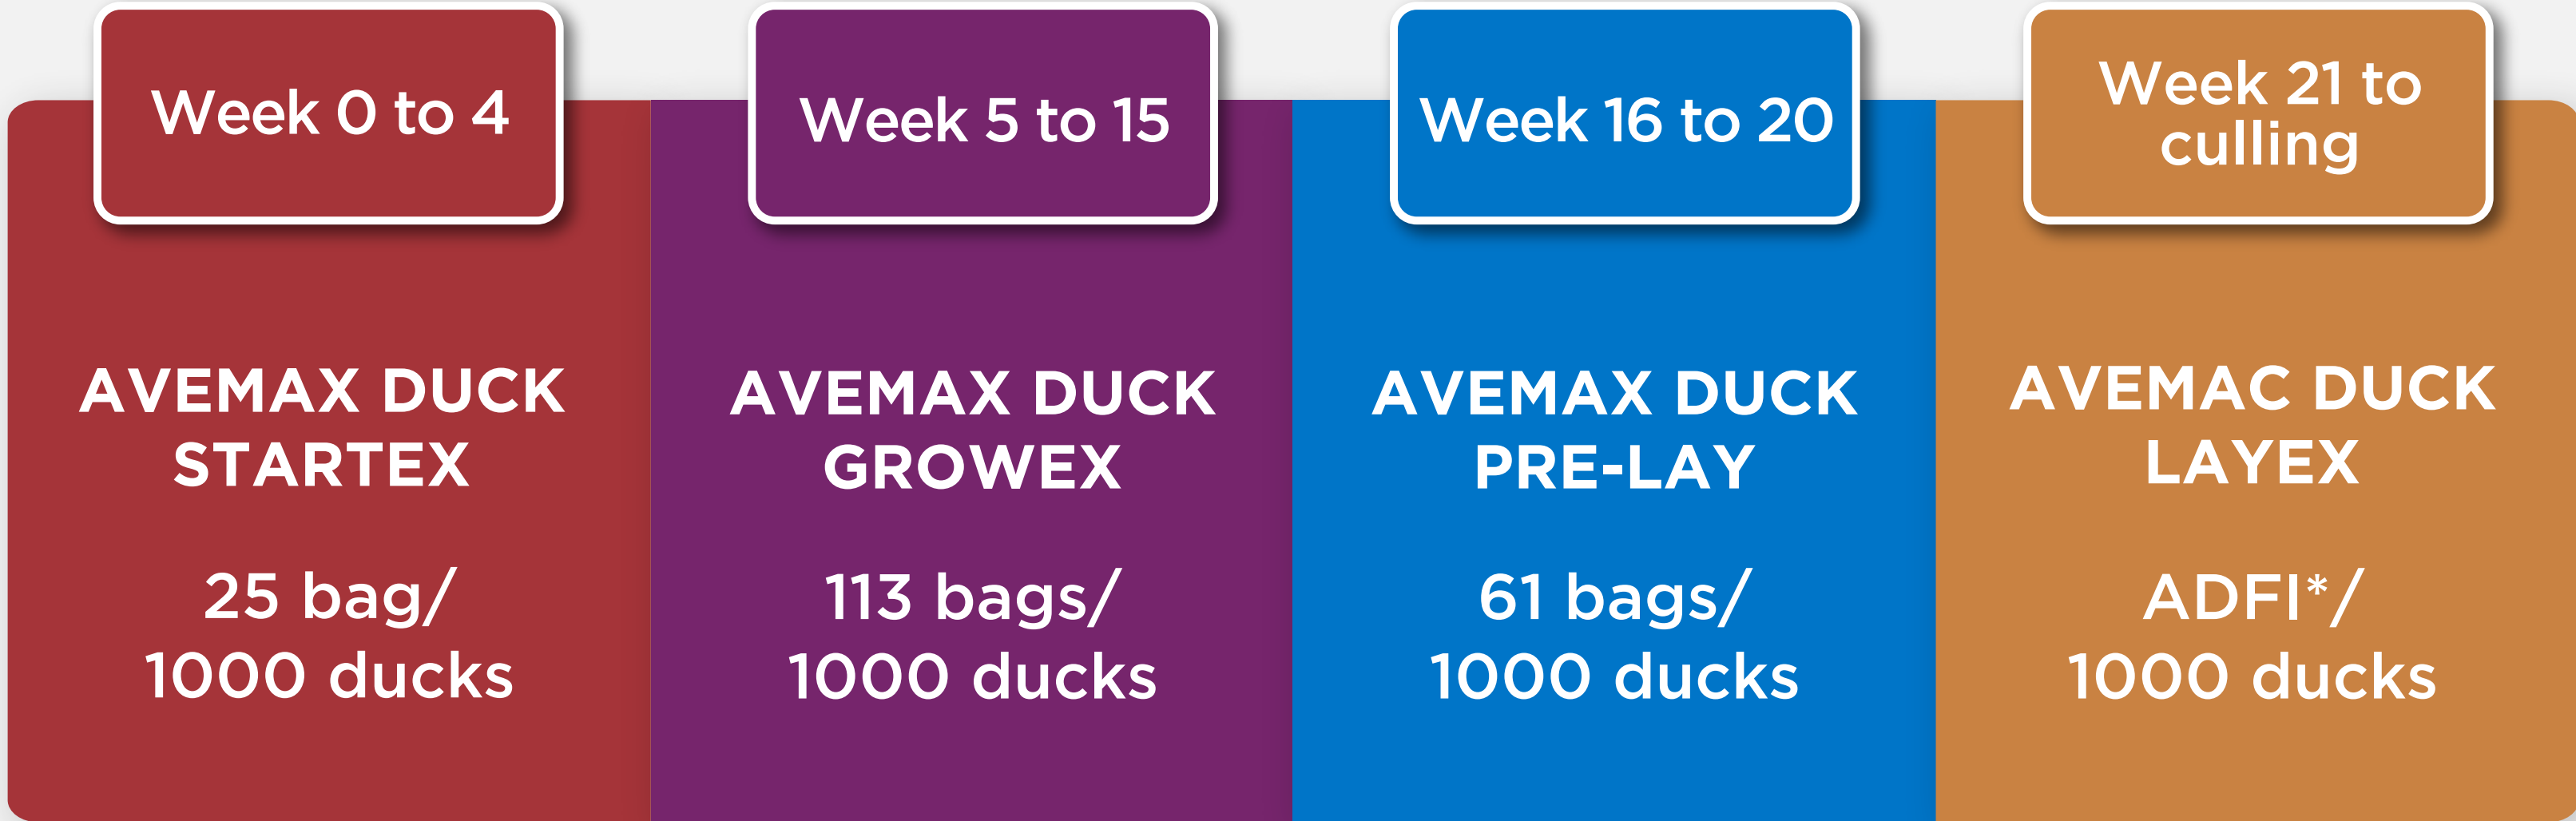 Week 0 to 4
AVEMAX DUCK
STARTEX
25 bag/
1000 ducks
Week 5 to 15
AVEMAX DUCK
GROWEX
113 bags/
1000 ducks
Week 16 to 20
AVEMAX DUCK
PRE-LAY
61 bags/
1000 ducks
Week 21 to
culling
AVEMAC DUCK
LAYEX
ADFI*/
1000 ducks